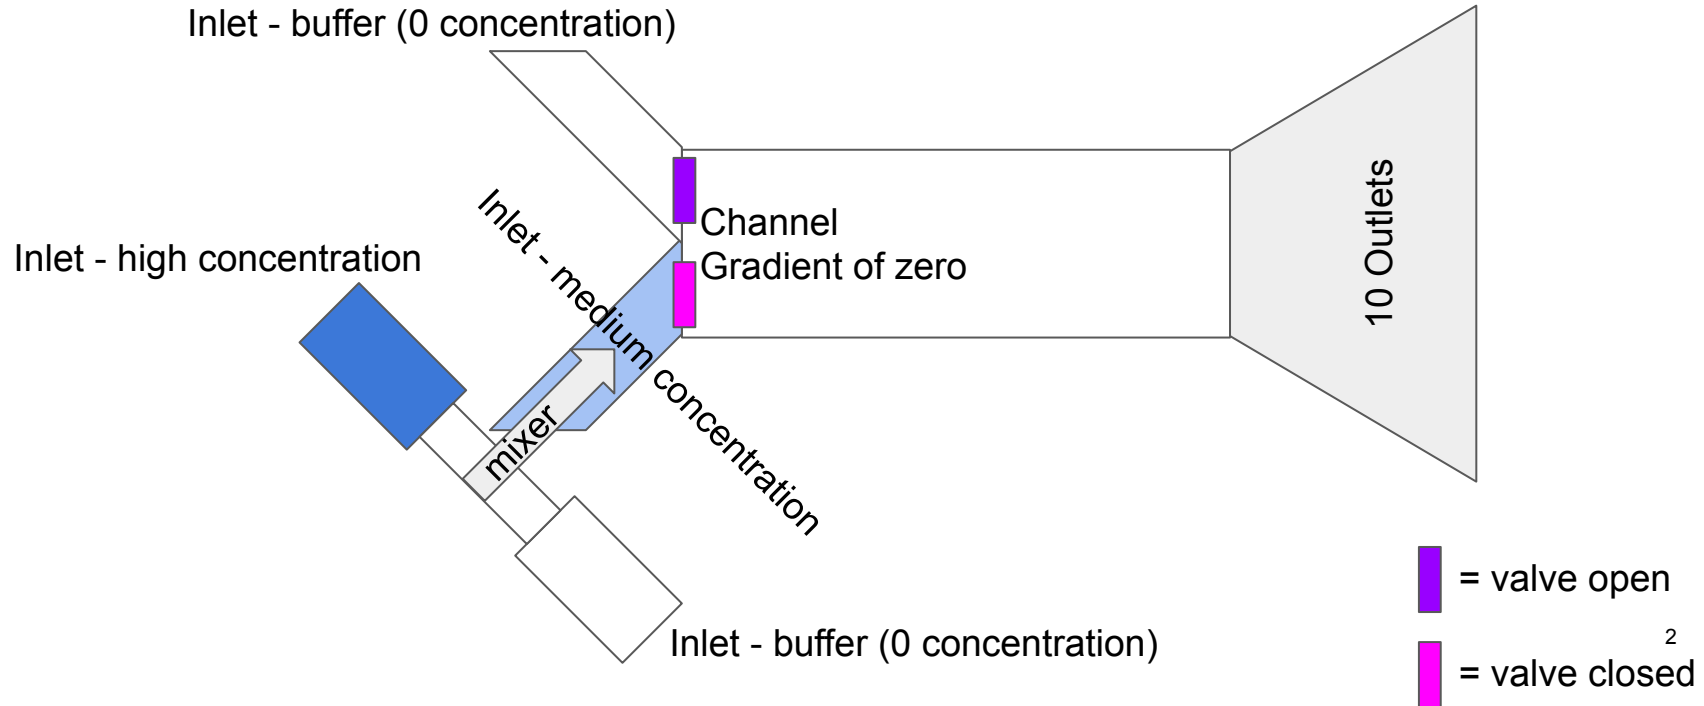 Inlet - buffer (0 concentration)
Inlet - medium concentration
Inlet - high concentration
Channel
Gradient of zero
10 Outlets
mixer
Inlet - buffer (0 concentration)
= valve open
2
= valve closed